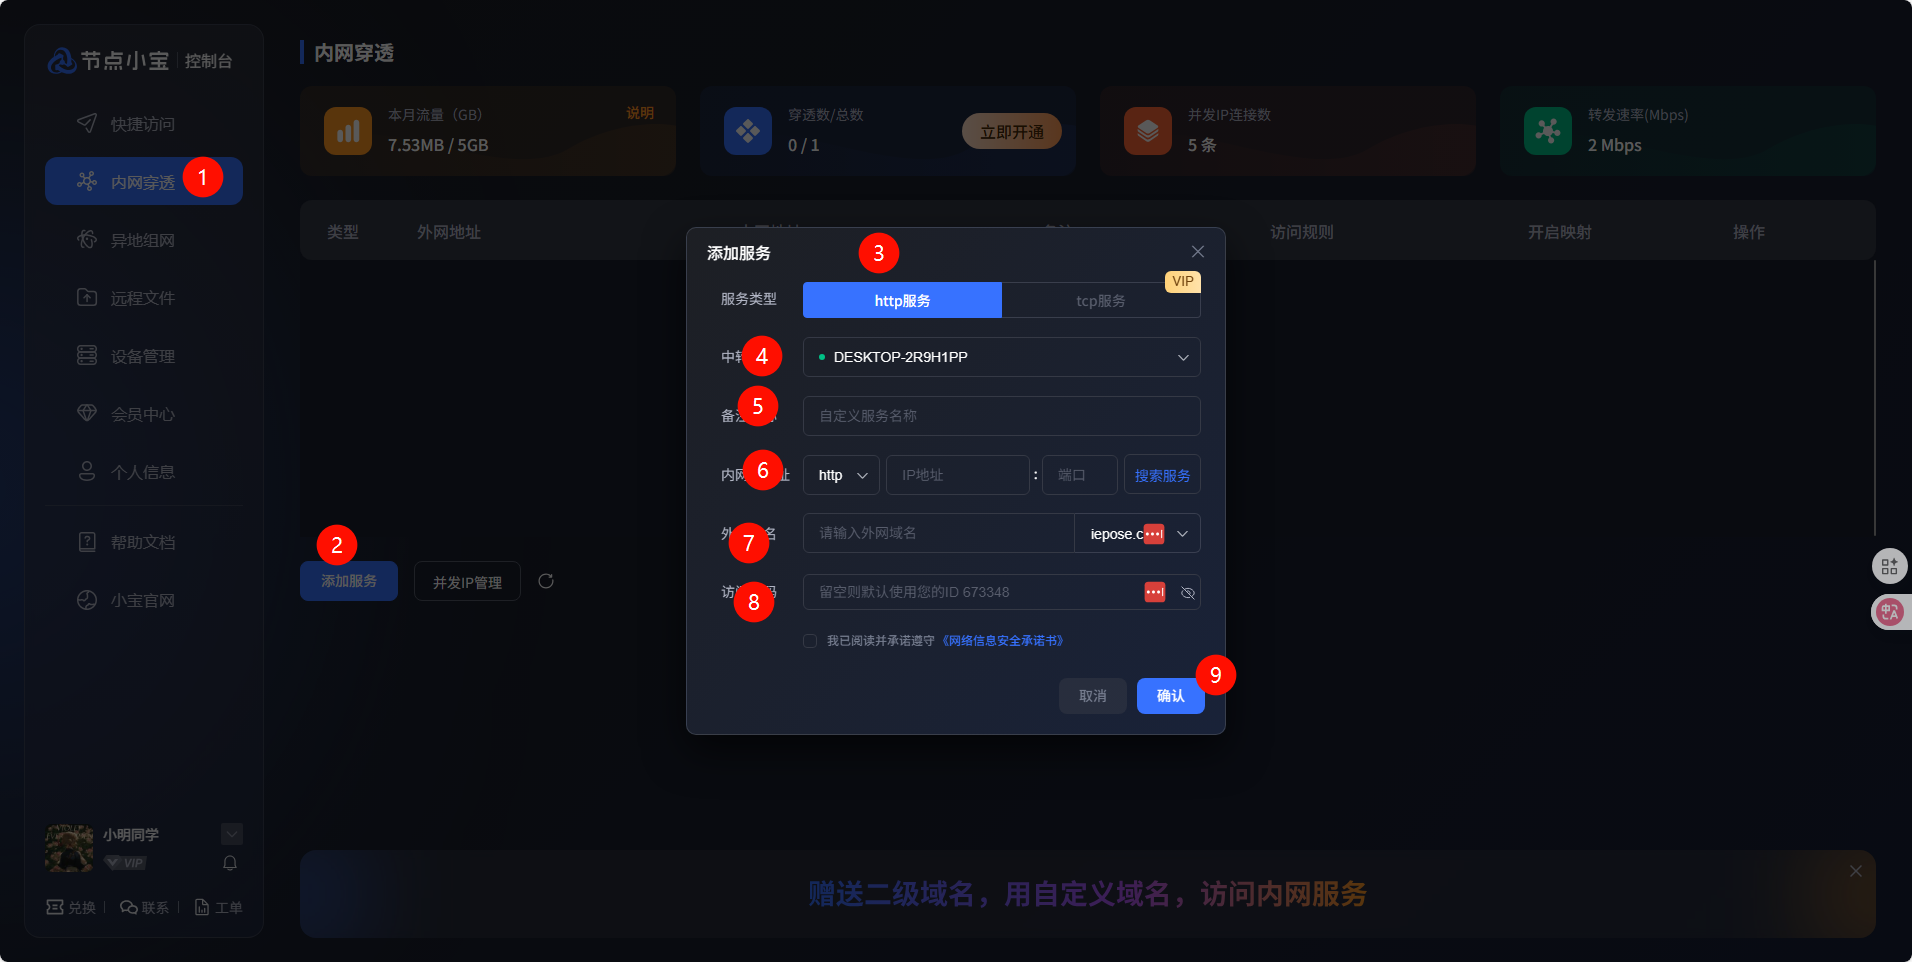 节点小宝 控制台
快捷访问
内网穿透 1
异地组网
远程文件
设备管理
会员中心
个人信息
帮助文档
小宝官网
小明同学
VIP
兑换 联系 工单
内网穿透
本月流量（GB） 说明
7.53MB / 5GB
穿透数/总数
0 / 1
立即开通
并发IP连接数
5 条
转发速率(Mbps)
2 Mbps
类型 外网地址 访问规则 开启映射 操作
2
添加服务 并发IP管理
添加服务 3
服务类型 http服务 tcp服务 VIP
中 4 DESKTOP-2R9H1PP
备 5 自定义服务名称
内网 6 址 http IP地址 : 端口 搜索服务
外 7 名 请输入外网域名 iepose.c
访 8 码 留空则默认使用您的ID 673348
我已阅读并承诺遵守《网络信息安全承诺书》
取消 确认 9
赠送二级域名，用自定义域名，访问内网服务
中A